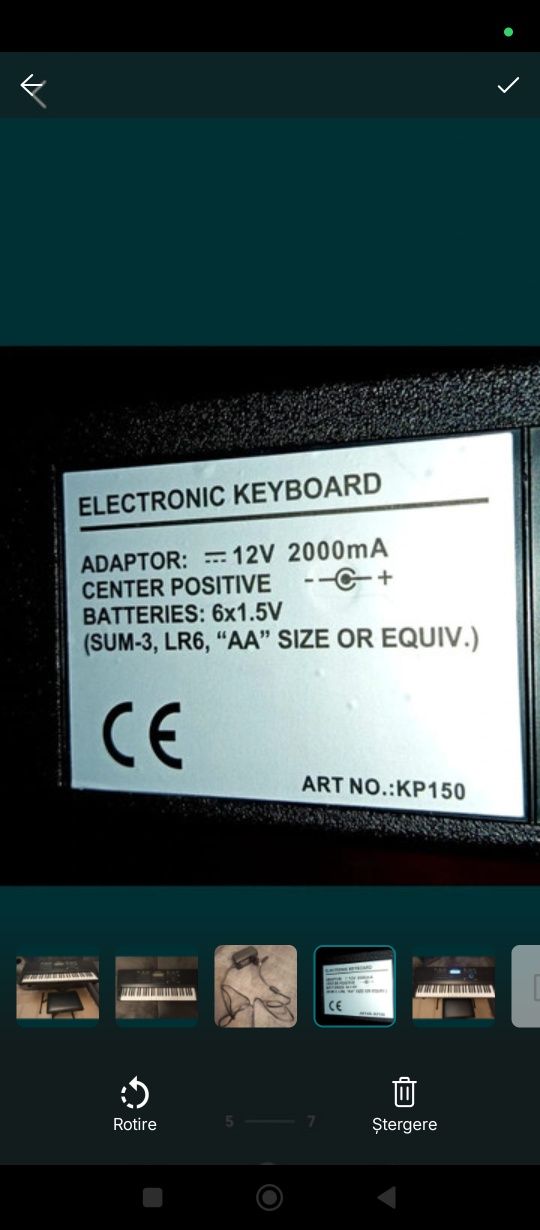 ELECTRONIC KEYBOARD
ADAPTOR: 12V 2000mA
CENTER POSITIVE - +
BATTERIES: 6x1.5V
(SUM-3, LR6, “AA” SIZE OR EQUIV.)
CE
ART NO.:KP150
Rotire
5
7
Ștergere